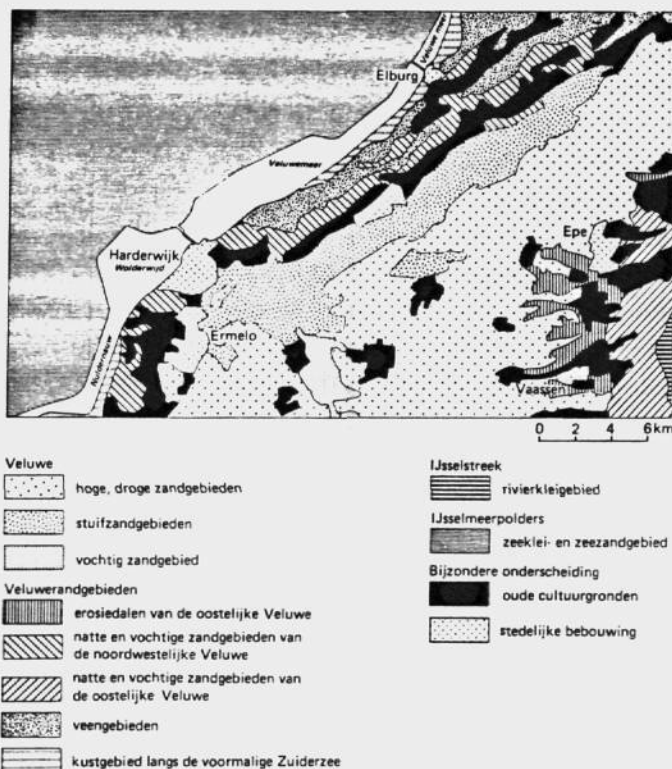 Elburg
Veluwemeer
Harderwijk
Wolderwijd
Epe
Ermelo
Nuldernauw
Vaassen
0 2 4 6 km
Veluwe
hoge, droge zandgebieden
stuifzandgebieden
vochtig zandgebied
Veluwerandgebieden
erosiedalen van de oostelijke Veluwe
natte en vochtige zandgebieden van
de noordwestelijke Veluwe
natte en vochtige zandgebieden van
de oostelijke Veluwe
veengebieden
kustgebied langs de voormalige Zuiderzee
IJsselstreek
rivierkleigebied
IJsselmeerpolders
zeeklei- en zeezandgebied
Bijzondere onderscheiding
oude cultuurgronden
stedelijke bebouwing